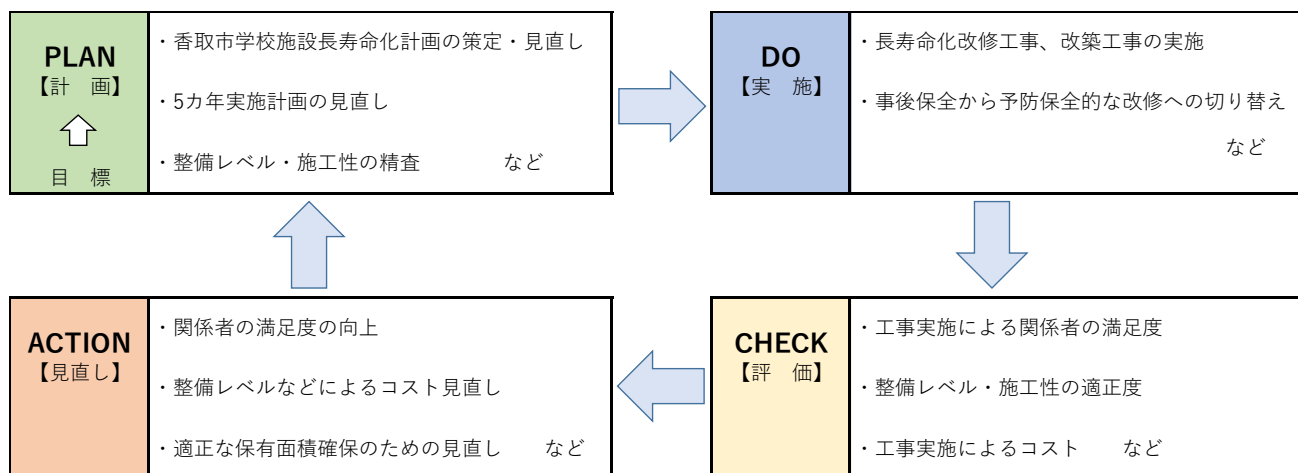 PLAN
【計　画】
目　標
・香取市学校施設長寿命化計画の策定・見直し
・5カ年実施計画の見直し
・整備レベル・施工性の精査　　　など
DO
【実　施】
・長寿命化改修工事、改築工事の実施
・事後保全から予防保全的な改修への切り替え
など
ACTION
【見直し】
・関係者の満足度の向上
・整備レベルなどによるコスト見直し
・適正な保有面積確保のための見直し　　など
CHECK
【評　価】
・工事実施による関係者の満足度
・整備レベル・施工性の適正度
・工事実施によるコスト　　など